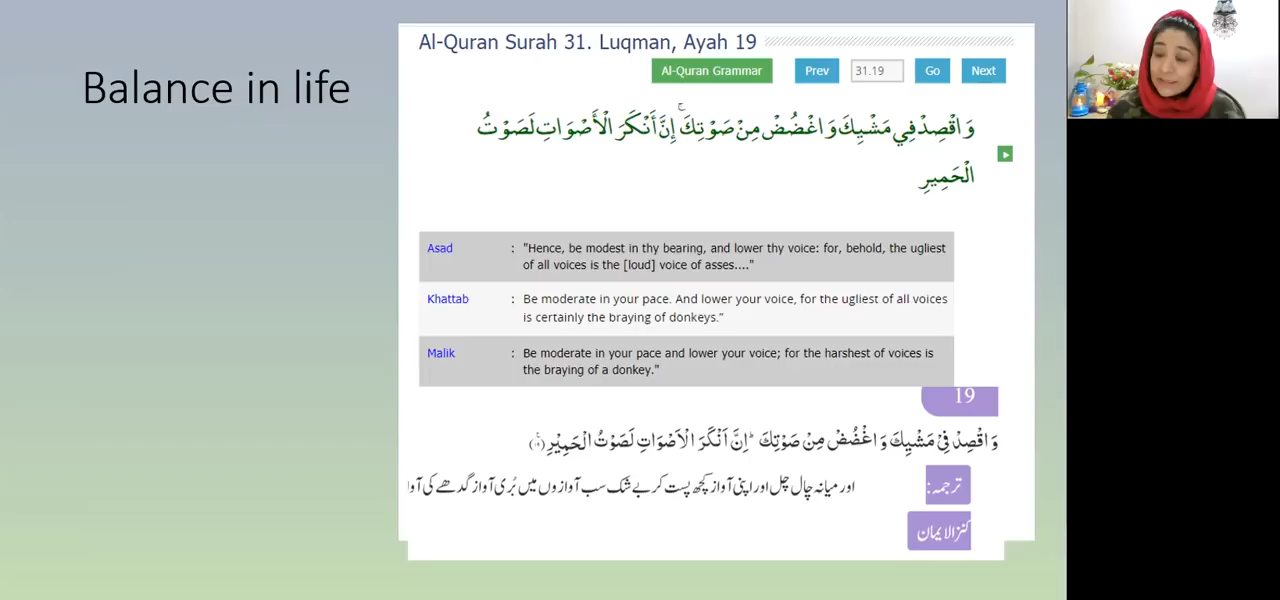 Balance in life
Al-Quran Surah 31. Luqman, Ayah 19
Al-Quran Grammar Prev 31.19 Go Next
وَاقْصِدْ فِي مَشْيِكَ وَاغْضُضْ مِنْ صَوْتِكَ ۚ إِنَّ أَنْكَرَ الْأَصْوَاتِ لَصَوْتُ
الْحَمِيرِ
Asad : "Hence, be modest in thy bearing, and lower thy voice: for, behold, the ugliest
of all voices is the [loud] voice of asses...."
Khattab : Be moderate in your pace. And lower your voice, for the ugliest of all voices
is certainly the braying of donkeys.”
Malik : Be moderate in your pace and lower your voice; for the harshest of voices is
the braying of a donkey."
19
وَ اقْصِدْ فِیْ مَشْیِكَ وَ اغْضُضْ مِنْ صَوْتِكَؕ-اِنَّ اَنْكَرَ الْاَصْوَاتِ لَصَوْتُ الْحَمِیْرِ(۱۹)
ترجمہ:
اور میانہ چال چل اور اپنی آواز کچھ پست کر بے شک سب آوازوں میں بُری آواز گدھے کی آوا
کنزالایمان